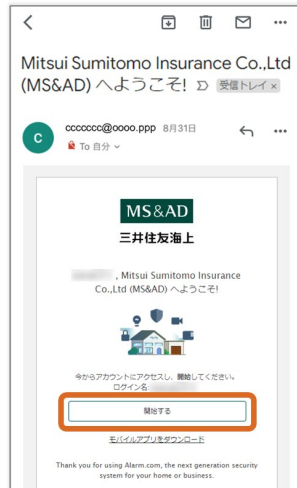 Mitsui Sumitomo Insurance Co.,Ltd
(MS&AD) へようこそ! 受信トレイ ×
c
ccccccc@oooo.ppp 8月31日
To 自分
MS&AD
三井住友海上
, Mitsui Sumitomo Insurance
Co.,Ltd (MS&AD) へようこそ!
今からアカウントにアクセスし、開始してください。
ログイン名:
開始する
モバイルアプリをダウンロード
Thank you for using Alarm.com, the next generation security
system for your home or business.